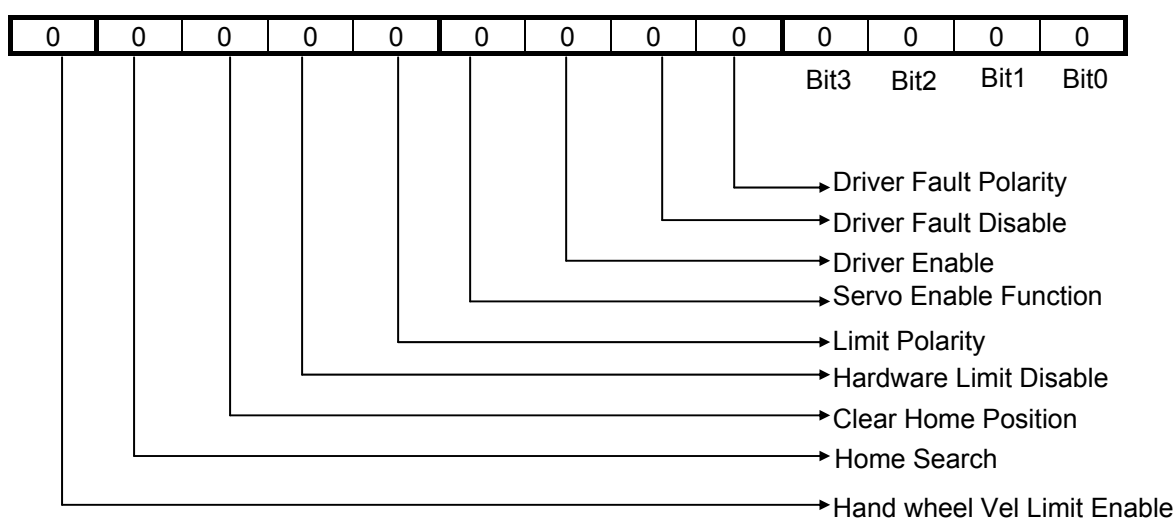 0 0 0 0 0 0 0 0 0 0 0 0 0
Bit3 Bit2 Bit1 Bit0
Driver Fault Polarity
Driver Fault Disable
Driver Enable
Servo Enable Function
Limit Polarity
Hardware Limit Disable
Clear Home Position
Home Search
Hand wheel Vel Limit Enable